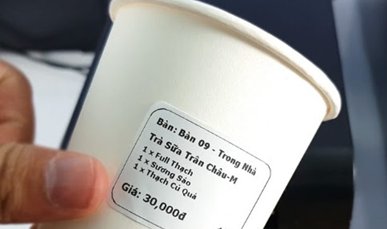 Bàn: Bàn 09 - Trong Nhà
Trà Sữa Trân Châu-M
1 x Full Thạch
1 x Sương Sáo
1 x Thạch Củ Quả
Giá: 30,000đ